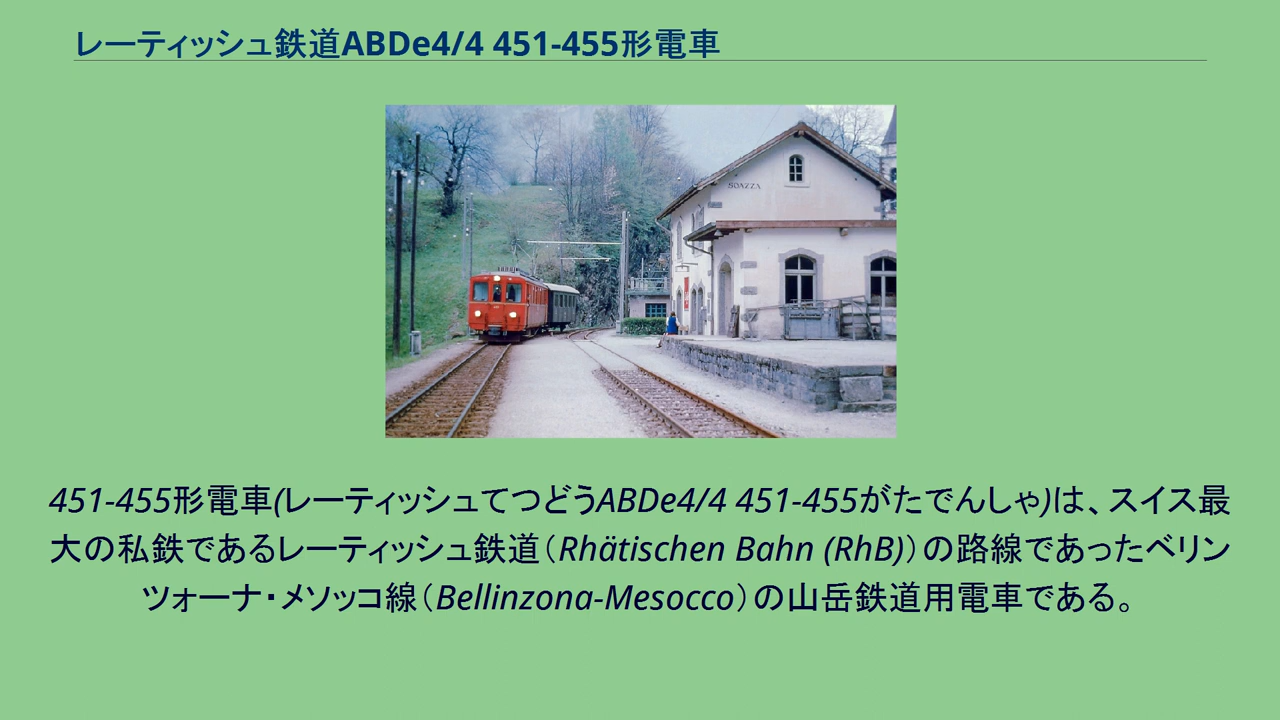 レーティッシュ鉄道ABDe4/4 451-455形電車
SOAZZA
451-455形電車(レーティッシュてつどうABDe4/4 451-455がたでんしゃ)は、スイス最
大の私鉄であるレーティッシュ鉄道（Rhätischen Bahn (RhB)）の路線であったベリン
ツォーナ・メソッコ線（Bellinzona-Mesocco）の山岳鉄道用電車である。